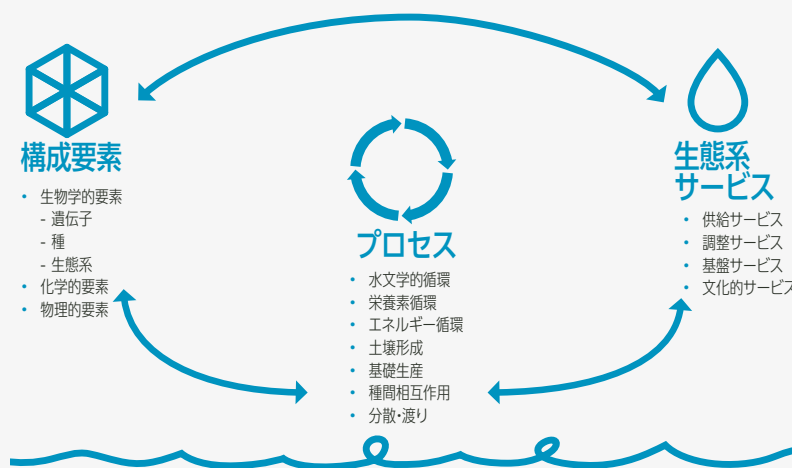 構成要素
• 生物学的要素
- 遺伝子
- 種
- 生態系
• 化学的要素
• 物理的要素
プロセス
• 水文学的循環
• 栄養素循環
• エネルギー循環
• 土壌形成
• 基礎生産
• 種間相互作用
• 分散・渡り
生態系
サービス
• 供給サービス
• 調整サービス
• 基盤サービス
• 文化的サービス